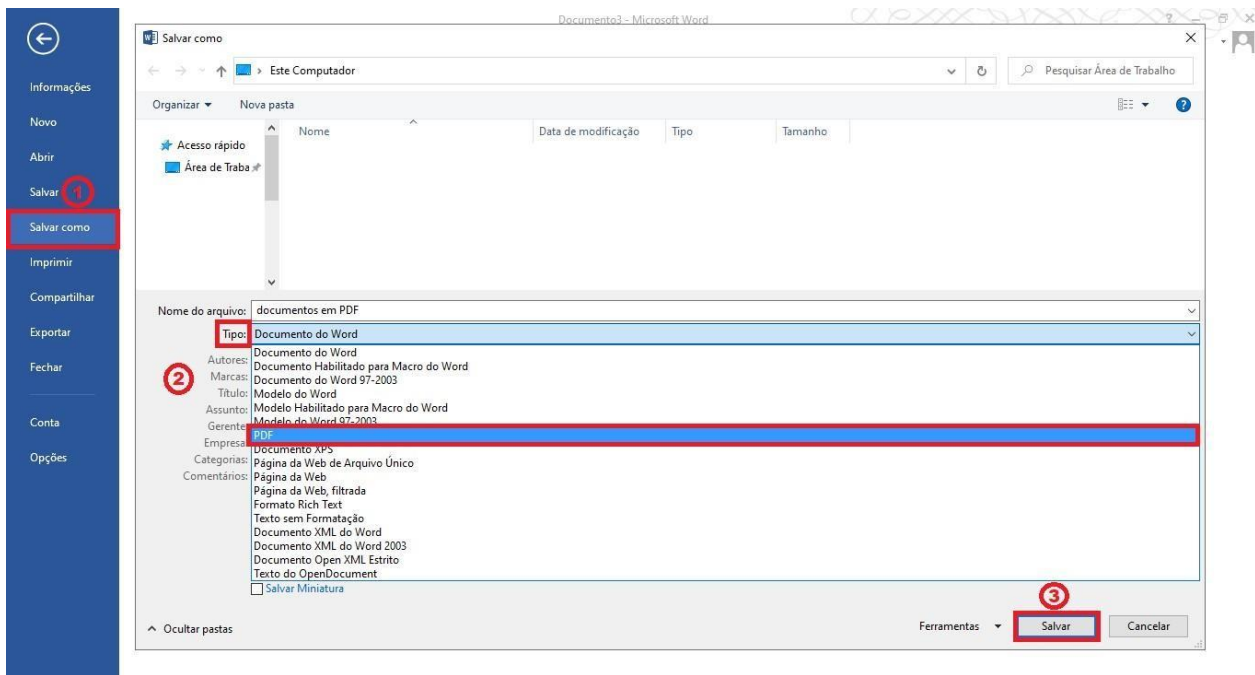 Documento3 - Microsoft Word
Informações
Novo
Abrir
Salvar
1
Salvar como
Imprimir
Compartilhar
Exportar
Fechar
Conta
Opções
Salvar como
Este Computador
Pesquisar Área de Trabalho
Organizar
Nova pasta
Nome
Data de modificação
Tipo
Tamanho
Acesso rápido
Área de Traba
Nome do arquivo: documentos em PDF
Tipo: Documento do Word
2
Autores:
Marcas:
Título:
Assunto:
Gerente
Empresa
Categorias:
Comentários:
Documento do Word
Documento Habilitado para Macro do Word
Documento do Word 97-2003
Modelo do Word
Modelo Habilitado para Macro do Word
Modelo do Word 97-2003
PDF
Documento XPS
Página da Web de Arquivo Único
Página da Web
Página da Web, filtrada
Formato Rich Text
Texto sem Formatação
Documento XML do Word
Documento XML do Word 2003
Documento Open XML Estrito
Texto do OpenDocument
Salvar Miniatura
3
Ocultar pastas
Ferramentas
Salvar
Cancelar